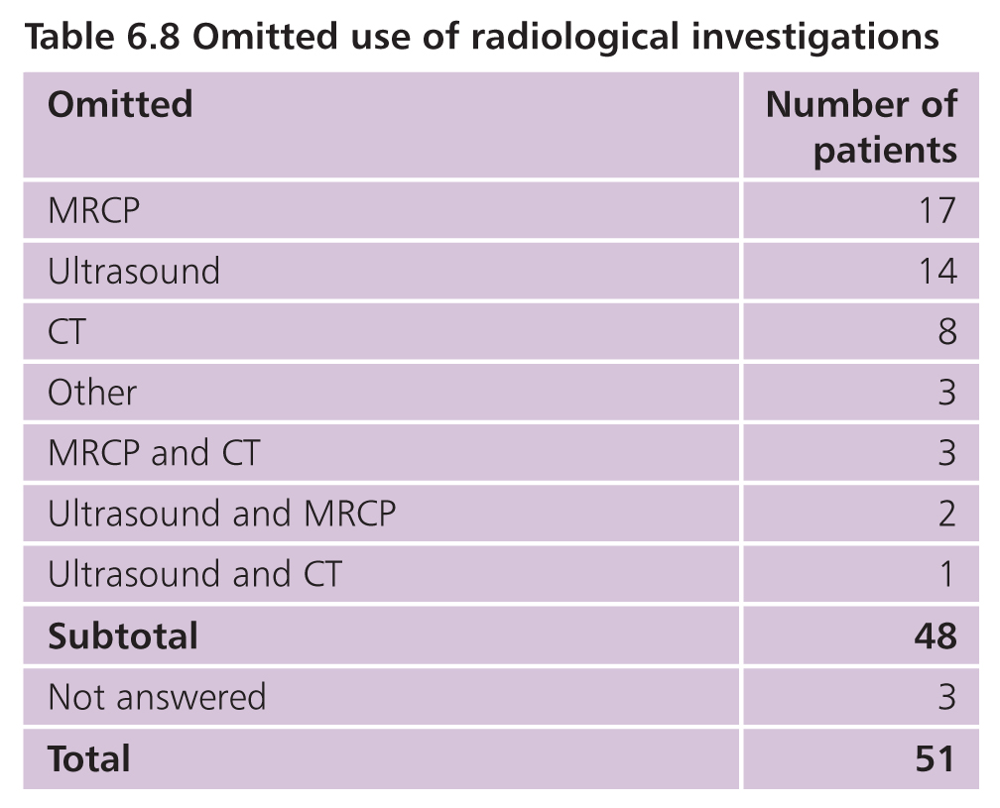 Table 6.8 Omitted use of radiological investigations
Omitted Number of
patients
MRCP 17
Ultrasound 14
CT 8
Other 3
MRCP and CT 3
Ultrasound and MRCP 2
Ultrasound and CT 1
Subtotal 48
Not answered 3
Total 51